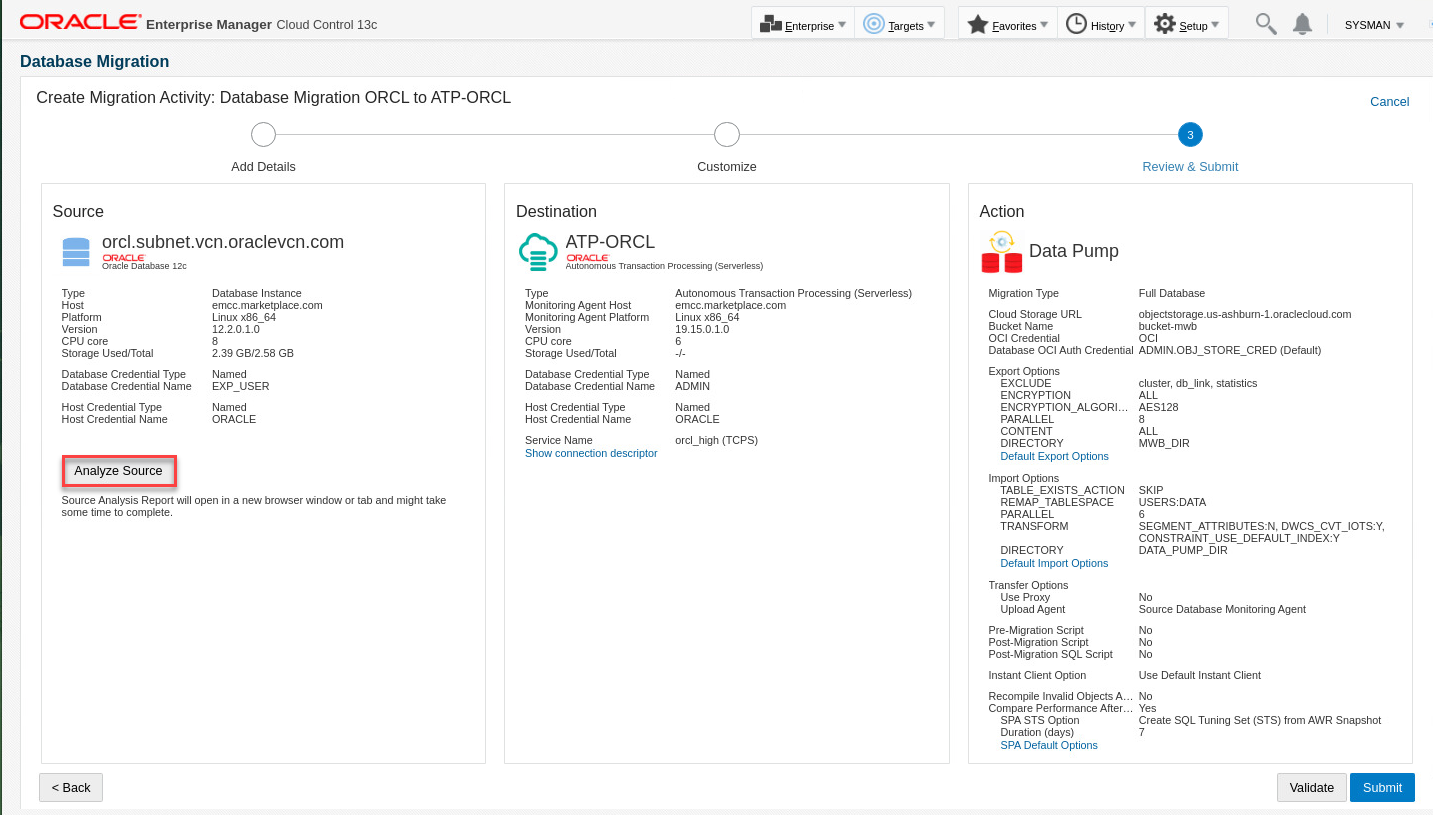 ORACLE Enterprise Manager Cloud Control 13c
Enterprise
Targets
Favorites
History
Setup
SYSMAN
Database Migration
Create Migration Activity: Database Migration ORCL to ATP-ORCL
Cancel
3
Add Details
Customize
Review & Submit
Source
orcl.subnet.vcn.oraclevcn.com
ORACLE
Oracle Database 12c
Type Database Instance
Host emcc.marketplace.com
Platform Linux x86_64
Version 12.2.0.1.0
CPU core 8
Storage Used/Total 2.39 GB/2.58 GB
Database Credential Type Named
Database Credential Name EXP_USER
Host Credential Type Named
Host Credential Name ORACLE
Analyze Source
Source Analysis Report will open in a new browser window or tab and might take
some time to complete.
Destination
ATP-ORCL
ORACLE
Autonomous Transaction Processing (Serverless)
Type Autonomous Transaction Processing (Serverless)
Monitoring Agent Host emcc.marketplace.com
Monitoring Agent Platform Linux x86_64
Version 19.15.0.1.0
CPU core 6
Storage Used/Total -/-
Database Credential Type Named
Database Credential Name ADMIN
Host Credential Type Named
Host Credential Name ORACLE
Service Name orcl_high (TCPS)
Show connection descriptor
Action
Data Pump
Migration Type Full Database
Cloud Storage URL objectstorage.us-ashburn-1.oraclecloud.com
Bucket Name bucket-mwb
OCI Credential OCI
Database OCI Auth Credential ADMIN.OBJ_STORE_CRED (Default)
Export Options
EXCLUDE cluster, db_link, statistics
ENCRYPTION ALL
ENCRYPTION_ALGORI... AES128
PARALLEL 8
CONTENT ALL
DIRECTORY MWB_DIR
Default Export Options
Import Options
TABLE_EXISTS_ACTION SKIP
REMAP_TABLESPACE USERS:DATA
PARALLEL 6
TRANSFORM SEGMENT_ATTRIBUTES:N, DWCS_CVT_IOTS:Y,
CONSTRAINT_USE_DEFAULT_INDEX:Y
DIRECTORY DATA_PUMP_DIR
Default Import Options
Transfer Options
Use Proxy No
Upload Agent Source Database Monitoring Agent
Pre-Migration Script No
Post-Migration Script No
Post-Migration SQL Script No
Instant Client Option Use Default Instant Client
Recompile Invalid Objects A... No
Compare Performance After... Yes
SPA STS Option Create SQL Tuning Set (STS) from AWR Snapshot
Duration (days) 7
SPA Default Options
< Back
Validate
Submit